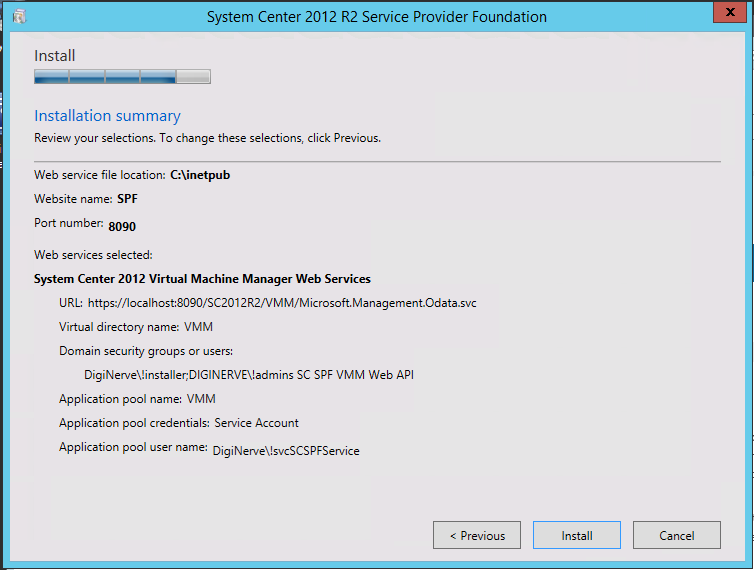 System Center 2012 R2 Service Provider Foundation
x
Install
Installation summary
Review your selections. To change these selections, click Previous.
Web service file location: C:\inetpub
Website name: SPF
Port number: 8090
Web services selected:
System Center 2012 Virtual Machine Manager Web Services
URL: https://localhost:8090/SC2012R2/VMM/Microsoft.Management.Odata.svc
Virtual directory name: VMM
Domain security groups or users:
DigiNerve\!installer;DIGINERVE\!admins SC SPF VMM Web API
Application pool name: VMM
Application pool credentials: Service Account
Application pool user name: DigiNerve\!svcSCSPFService
< Previous
Install
Cancel